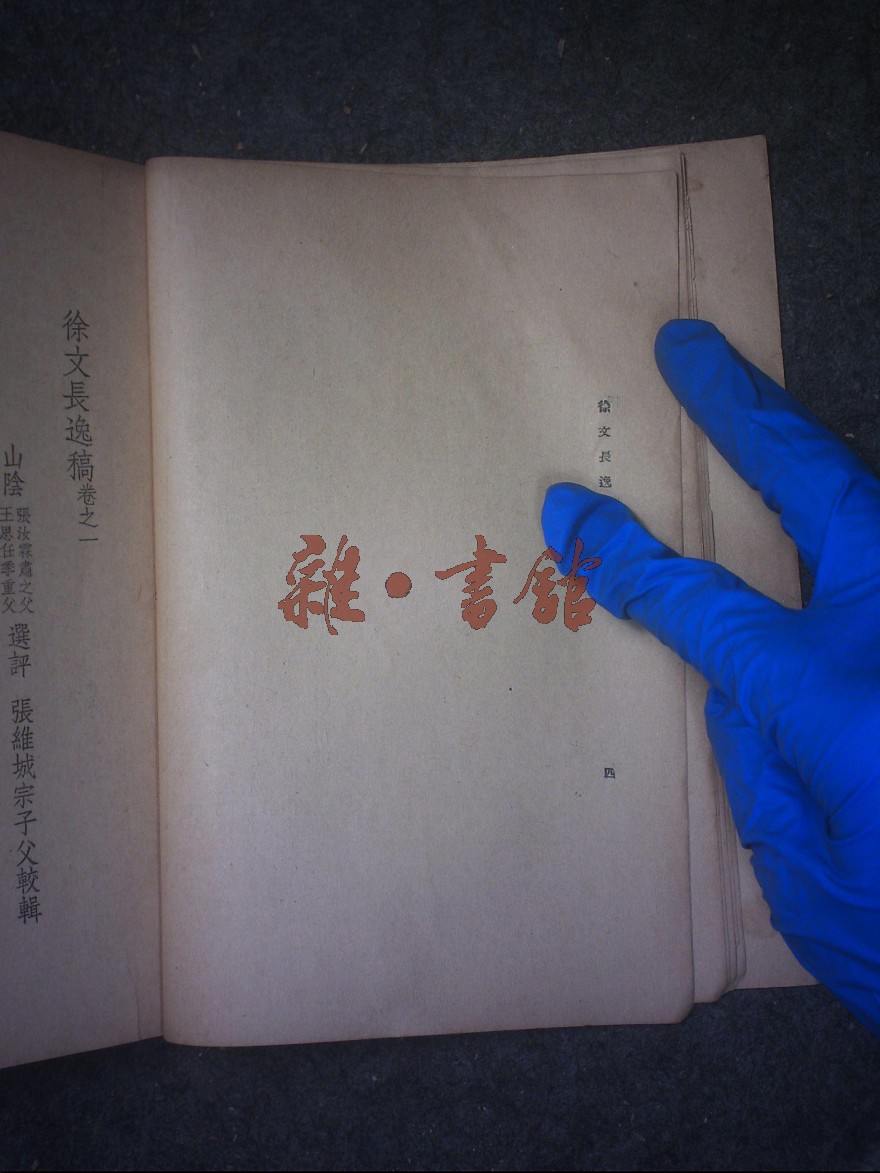 徐文長逸
四
雜·書館
徐文長逸稿卷之一
山陰 張汝霖肅之父 王思任季重父 選評 張維城宗子父較輯